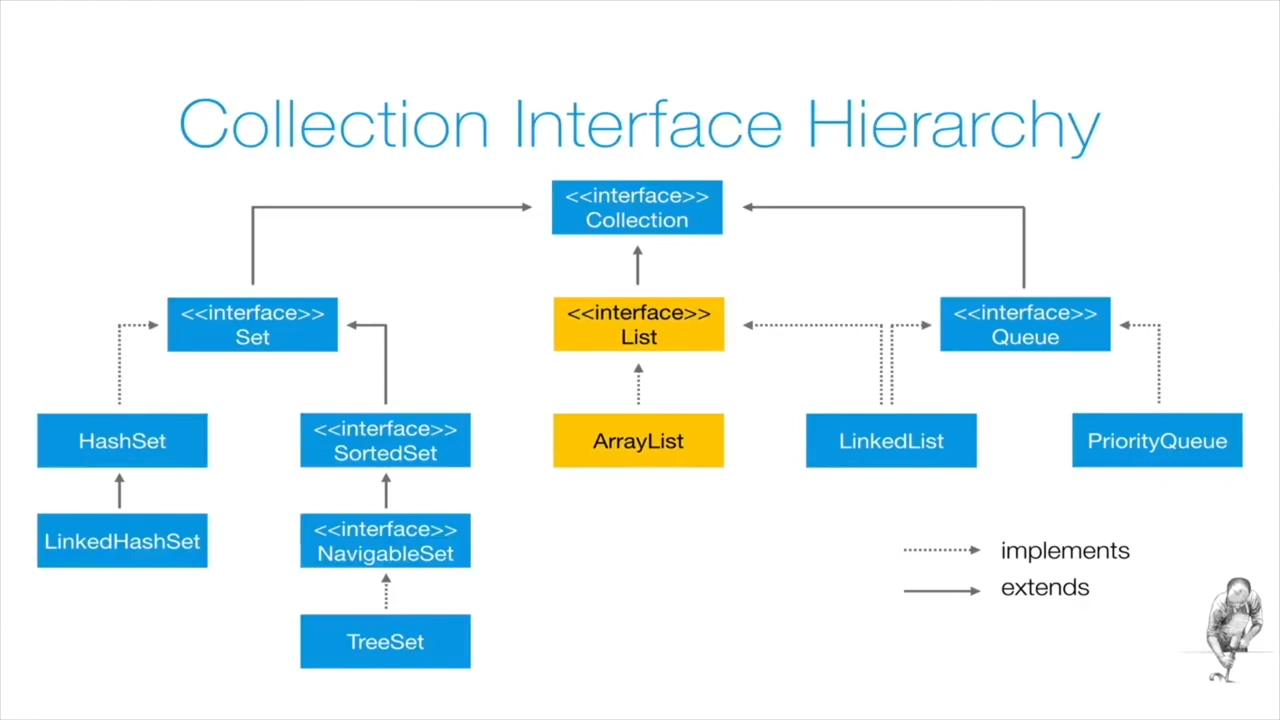 Collection Interface Hierarchy
<<interface>>
Collection
<<interface>>
Set
<<interface>>
List
<<interface>>
Queue
HashSet
<<interface>>
SortedSet
ArrayList
LinkedList
PriorityQueue
LinkedHashSet
<<interface>>
NavigableSet
TreeSet
implements
extends